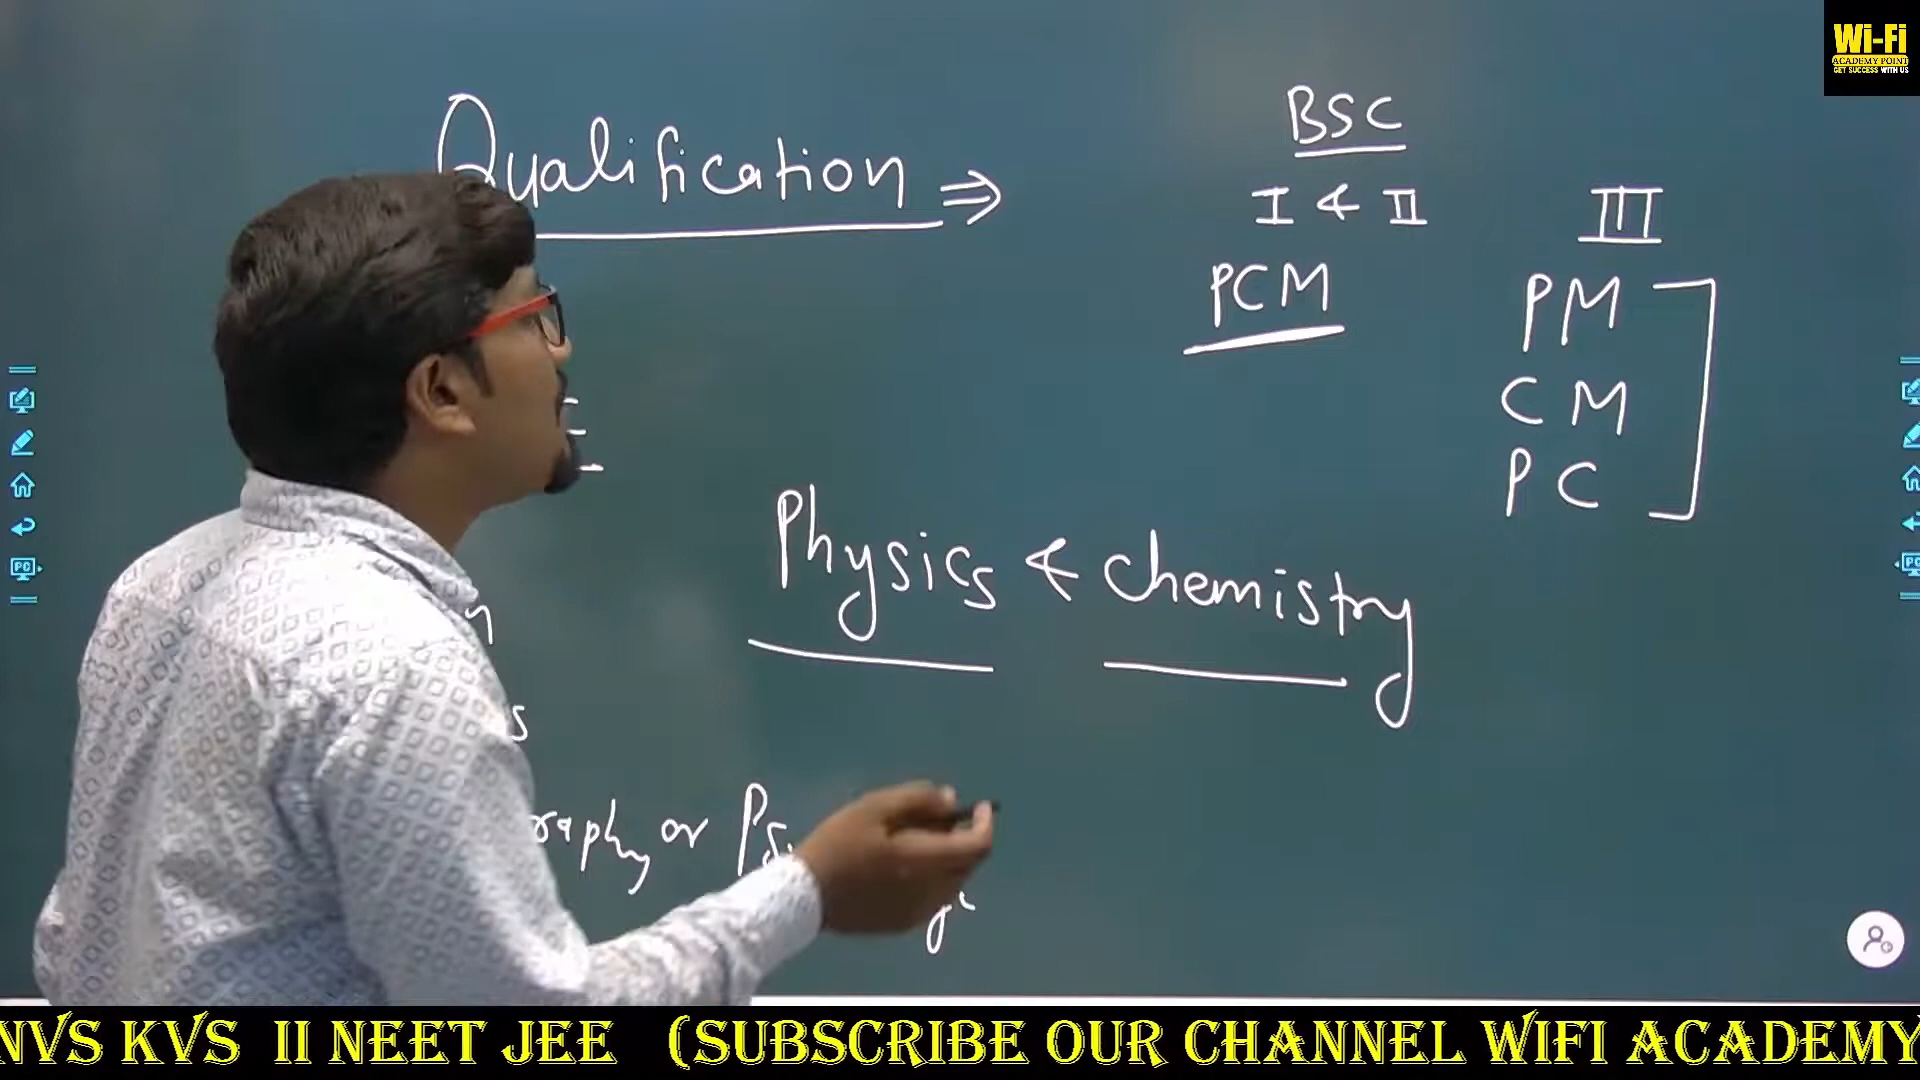 Wi-Fi
ACADEMY POINT
GET SUCCESS WITH US
Qualification ⇒
BSC
I & II
III
PCM
PM
CM
PC
Physics & chemistry
or
NVS KVS II NEET JEE (SUBSCRIBE OUR CHANNEL WIFI ACADEMY